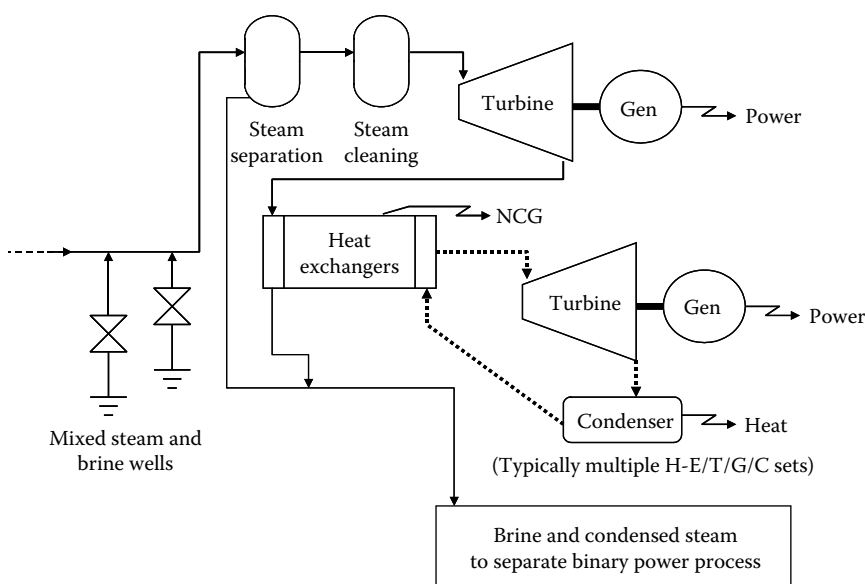 Steam
separation
Steam
cleaning
Turbine
Gen
Power
NCG
Heat
exchangers
Turbine
Gen
Power
Mixed steam and
brine wells
Condenser
Heat
(Typically multiple H-E/T/G/C sets)
Brine and condensed steam
to separate binary power process